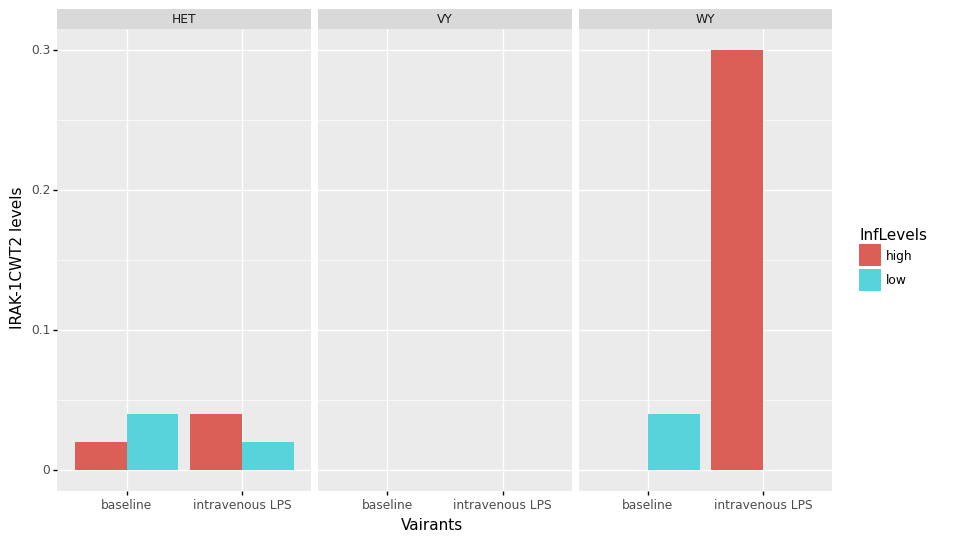 HET VY WY
0.3
0.2
0.1
0
IRAK-1CWT2 levels
baseline intravenous LPS baseline intravenous LPS baseline intravenous LPS
Vairants
InfLevels
high
low